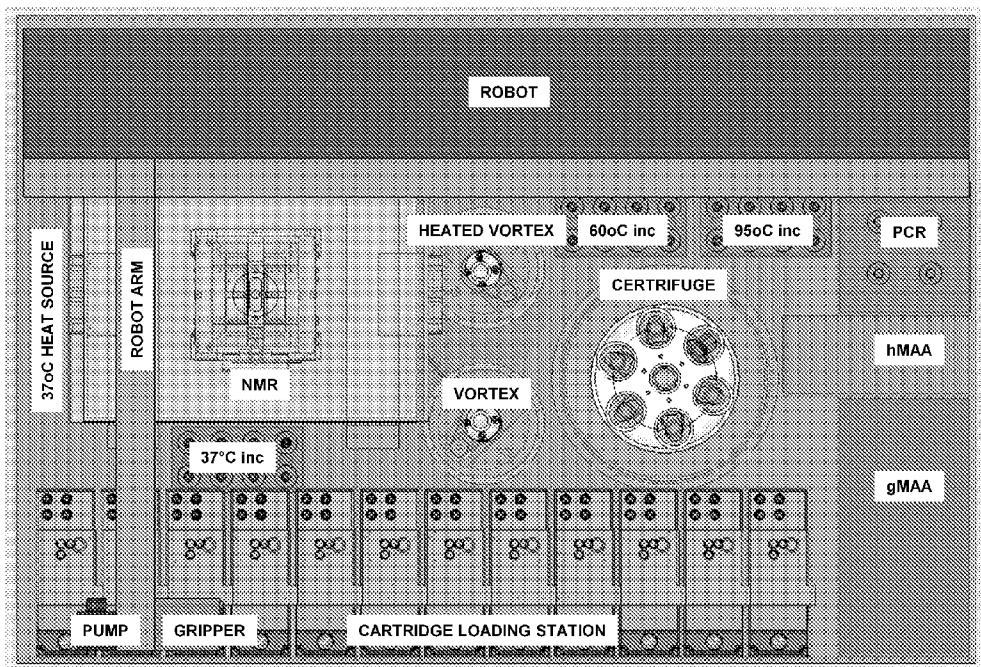 ROBOT
37oC HEAT SOURCE
ROBOT ARM
NMR
HEATED VORTEX
60oC inc
95oC inc
PCR
CERTRIFUGE
hMAA
VORTEX
37°C inc
gMAA
PUMP
GRIPPER
CARTRIDGE LOADING STATION